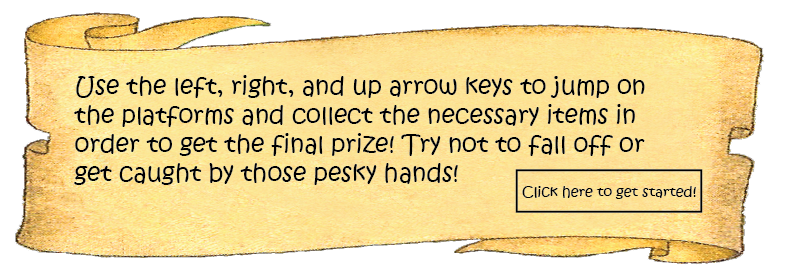 Use the left, right, and up arrow keys to jump on
the platforms and collect the necessary items in
order to get the final prize! Try not to fall off or
get caught by those pesky hands!
Click here to get started!